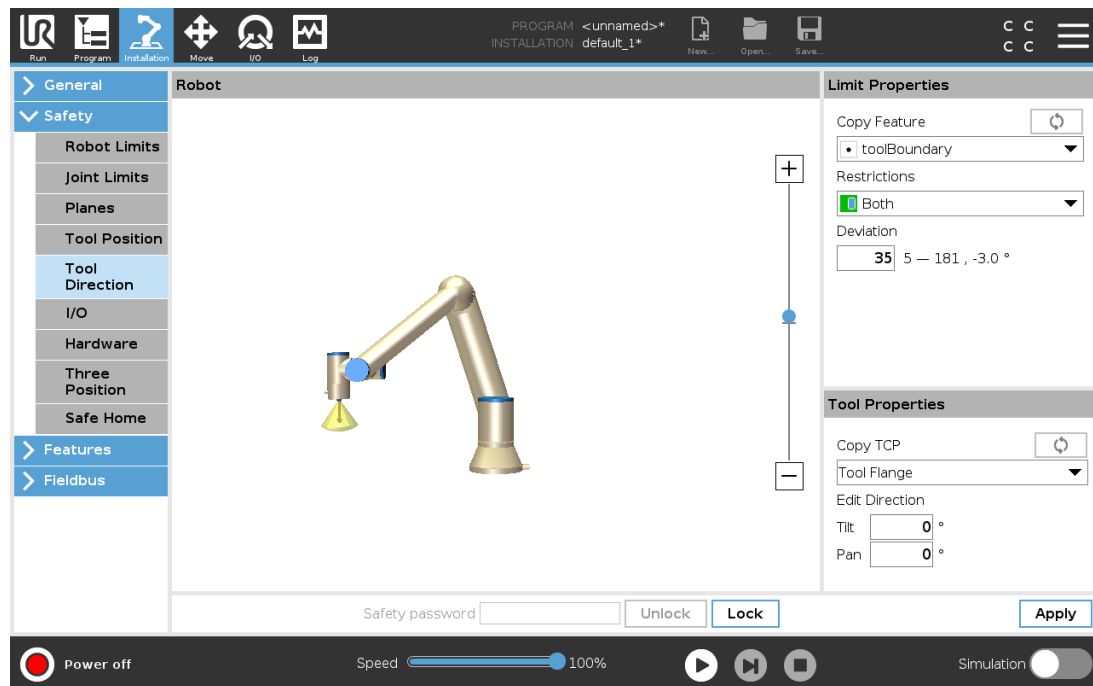 PROGRAM <unnamed>*
INSTALLATION default_1*
New...
Open...
Save...
C C
C C
UR
Run
Program
Installation
Move
I/O
Log
General
Safety
Robot Limits
Joint Limits
Planes
Tool Position
Tool
Direction
I/O
Hardware
Three
Position
Safe Home
Features
Fieldbus
Robot
+
−
Safety password
Unlock
Lock
Limit Properties
Copy Feature
toolBoundary
Restrictions
Both
Deviation
35 5 — 181 , -3.0 °
Tool Properties
Copy TCP
Tool Flange
Edit Direction
Tilt 0 °
Pan 0 °
Apply
Power off
Speed 100%
Simulation